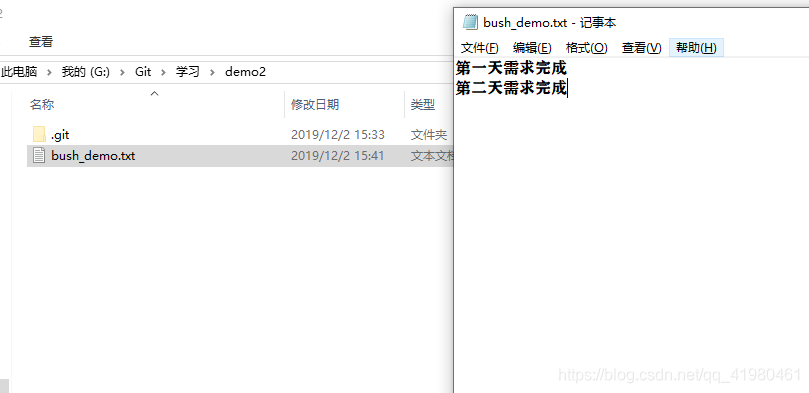 2
查看
此电脑 › 我的 (G:) › Git › 学习 › demo2
名称 修改日期 类型
.git 2019/12/2 15:33 文件夹
bush_demo.txt 2019/12/2 15:41 文本文档
bush_demo.txt - 记事本
文件(F) 编辑(E) 格式(O) 查看(V) 帮助(H)
第一天需求完成
第二天需求完成
https://blog.csdn.net/qq_41980461